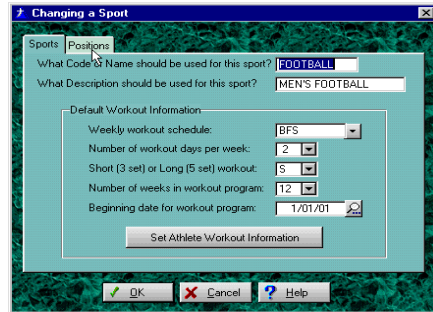 Changing a Sport
Sports Positions
What Code & Name should be used for this sport? FOOTBALL
What Description should be used for this sport? MEN'S FOOTBALL
Default Workout Information
Weekly workout schedule: BFS
Number of workout days per week: 2
Short (3 set) or Long (5 set) workout: S
Number of weeks in workout program: 12
Beginning date for workout program: 1/01/01
Set Athlete Workout Information
OK Cancel Help